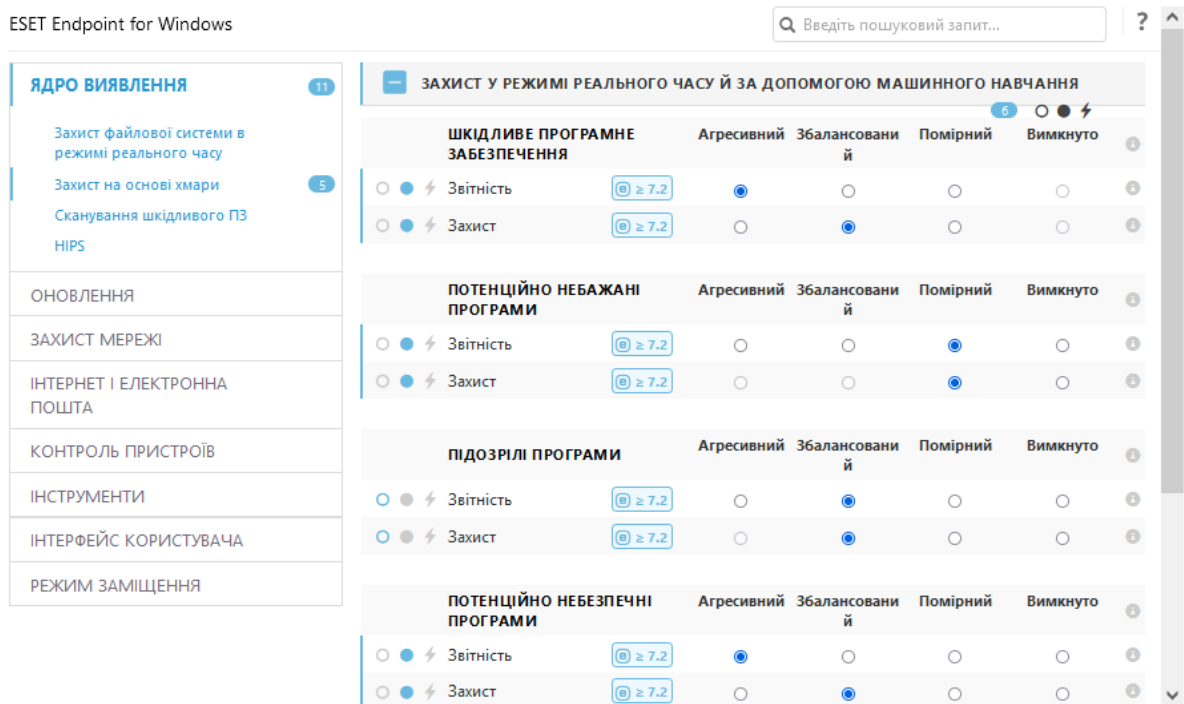 ESET Endpoint for Windows
Введіть пошуковий запит...
?
ЯДРО ВИЯВЛЕННЯ 11
Захист файлової системи в
режимі реального часу
Захист на основі хмари 5
Сканування шкідливого ПЗ
HIPS
ОНОВЛЕННЯ
ЗАХИСТ МЕРЕЖІ
ІНТЕРНЕТ І ЕЛЕКТРОННА
ПОШТА
КОНТРОЛЬ ПРИСТРОЇВ
ІНСТРУМЕНТИ
ІНТЕРФЕЙС КОРИСТУВАЧА
РЕЖИМ ЗАМІЩЕННЯ
ЗАХИСТ У РЕЖИМІ РЕАЛЬНОГО ЧАСУ Й ЗА ДОПОМОГОЮ МАШИННОГО НАВЧАННЯ
6
ШКІДЛИВЕ ПРОГРАМНЕ Агресивний Збалансовани Помірний Вимкнуто
ЗАБЕЗПЕЧЕННЯ й
Звітність ≥ 7.2
Захист ≥ 7.2
ПОТЕНЦІЙНО НЕБАЖАНІ Агресивний Збалансовани Помірний Вимкнуто
ПРОГРАМИ й
Звітність ≥ 7.2
Захист ≥ 7.2
Агресивний Збалансовани Помірний Вимкнуто
ПІДОЗРІЛІ ПРОГРАМИ й
Звітність ≥ 7.2
Захист ≥ 7.2
ПОТЕНЦІЙНО НЕБЕЗПЕЧНІ Агресивний Збалансовани Помірний Вимкнуто
ПРОГРАМИ й
Звітність ≥ 7.2
Захист ≥ 7.2